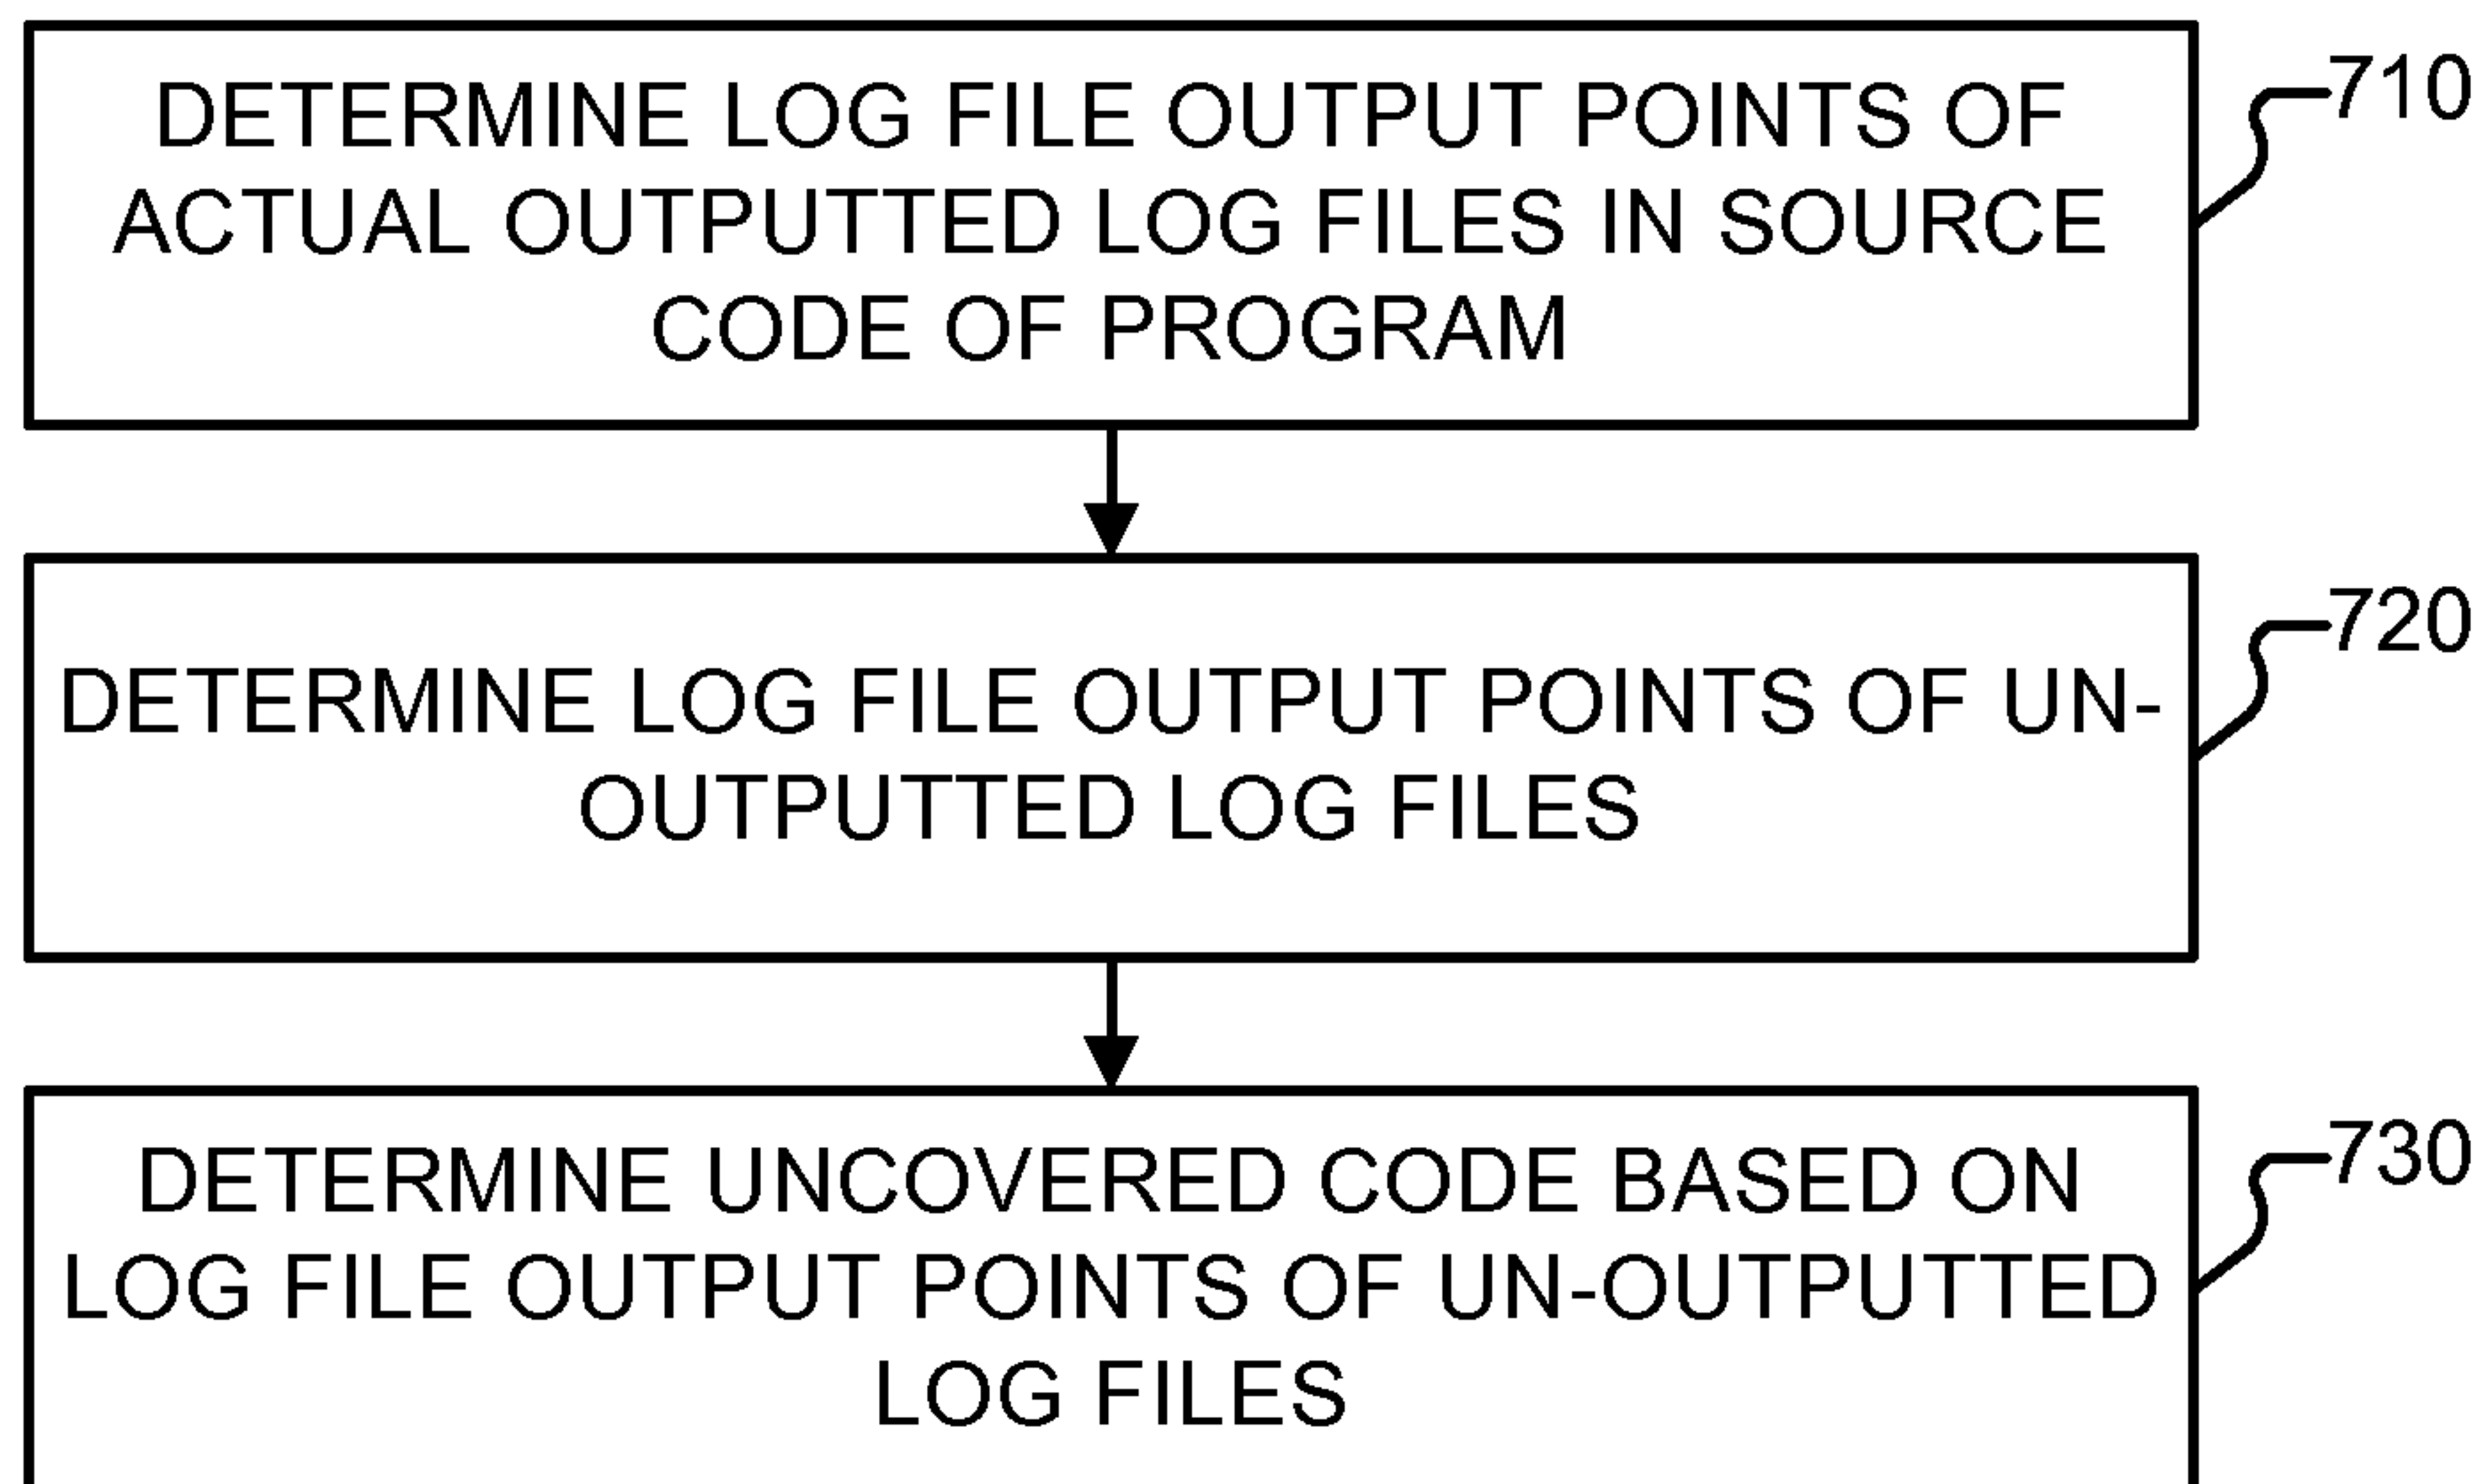 DETERMINE LOG FILE OUTPUT POINTS OF
ACTUAL OUTPUTTED LOG FILES IN SOURCE
CODE OF PROGRAM
710
DETERMINE LOG FILE OUTPUT POINTS OF UN-
OUTPUTTED LOG FILES
720
DETERMINE UNCOVERED CODE BASED ON
LOG FILE OUTPUT POINTS OF UN-OUTPUTTED
LOG FILES
730